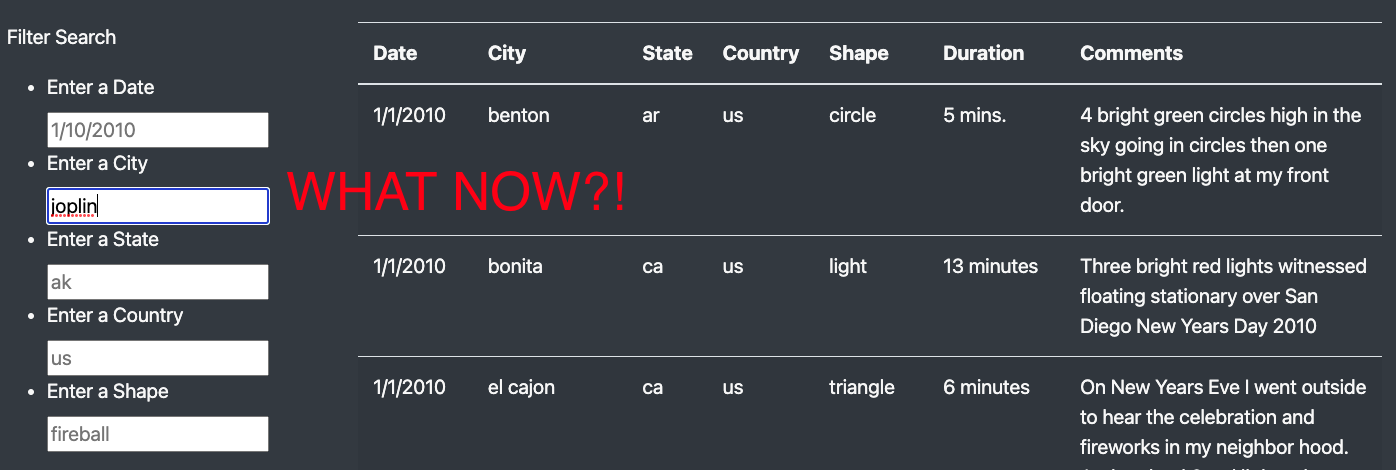 Filter Search
Enter a Date
1/10/2010
Enter a City
joplin
Enter a State
ak
Enter a Country
us
Enter a Shape
fireball
WHAT NOW?!
Date City State Country Shape Duration Comments
1/1/2010 benton ar us circle 5 mins. 4 bright green circles high in the
sky going in circles then one
bright green light at my front
door.
1/1/2010 bonita ca us light 13 minutes Three bright red lights witnessed
floating stationary over San
Diego New Years Day 2010
1/1/2010 el cajon ca us triangle 6 minutes On New Years Eve I went outside
to hear the celebration and
fireworks in my neighbor hood.